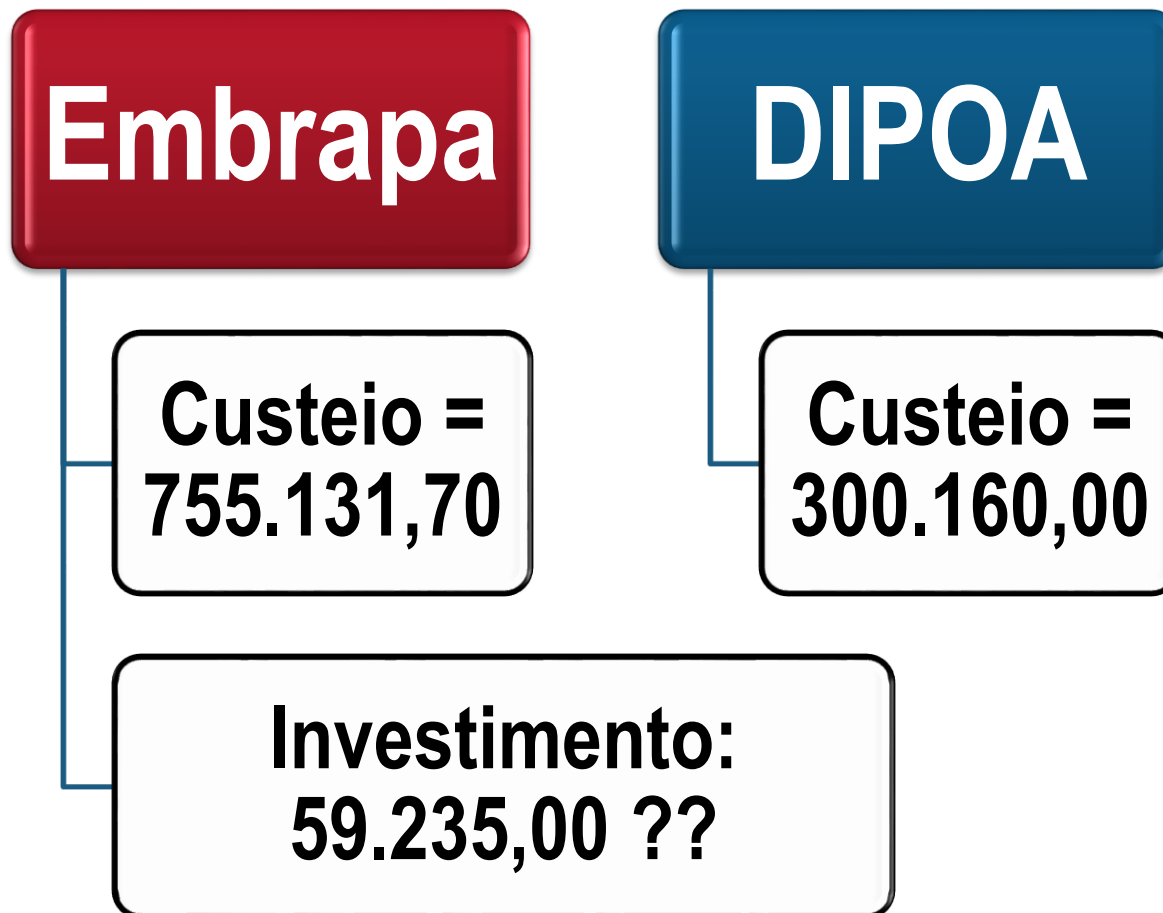 Embrapa
Custeio =
755.131,70
Investimento:
59.235,00 ??
DIPOA
Custeio =
300.160,00